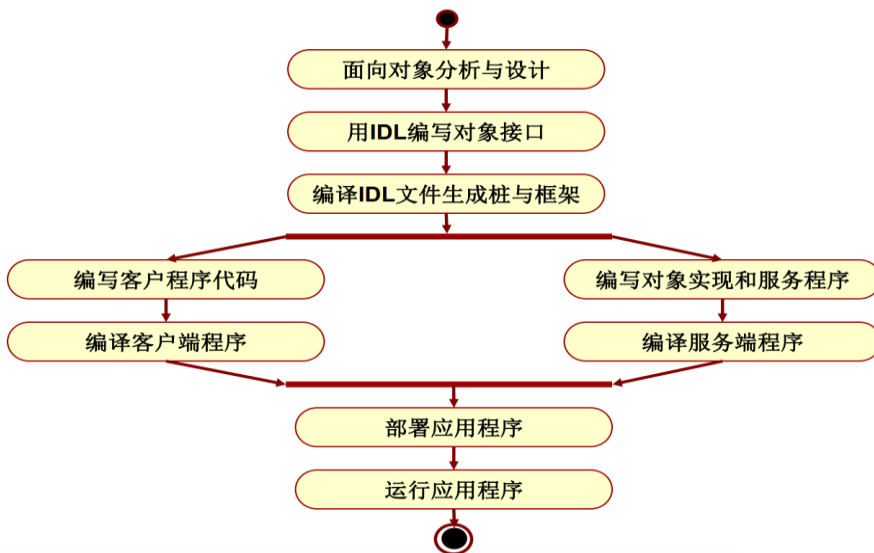 面向对象分析与设计
用IDL编写对象接口
编译IDL文件生成桩与框架
编写客户程序代码
编写对象实现和服务程序
编译客户端程序
编译服务端程序
部署应用程序
运行应用程序